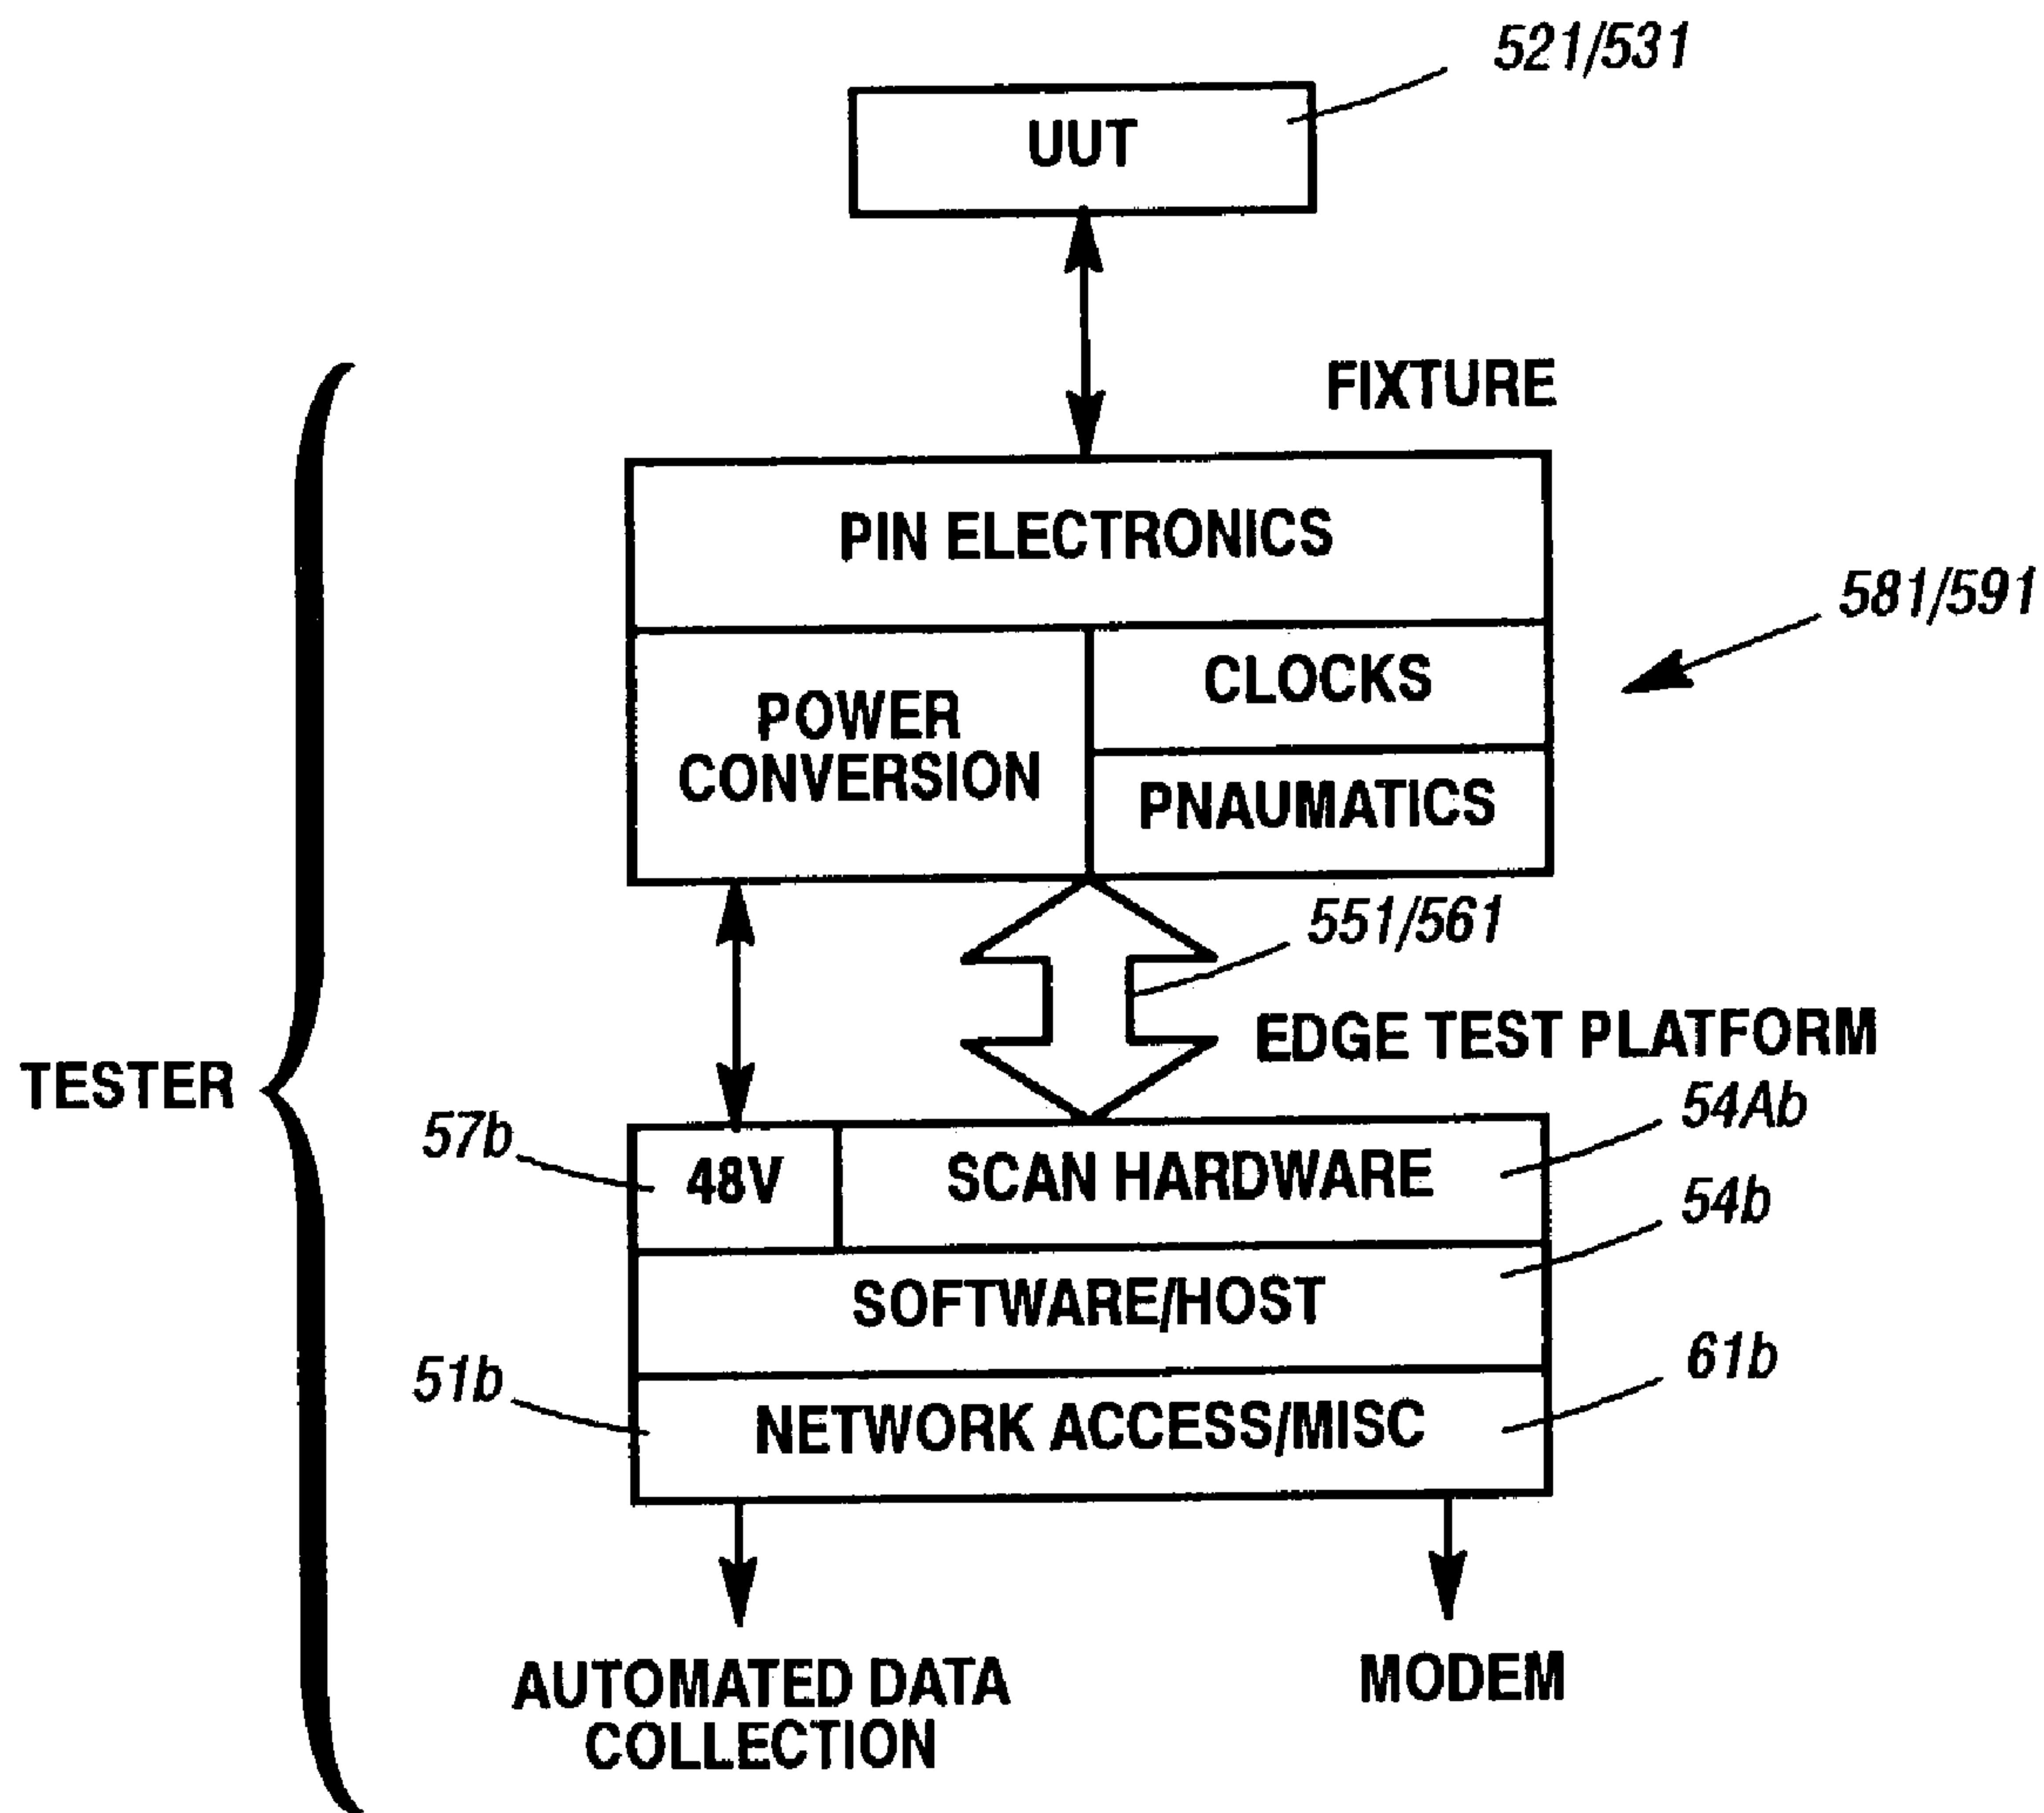 521/531
UUT
FIXTURE
PIN ELECTRONICS
581/591
CLOCKS
POWER
CONVERSION
PNAUMATICS
551/561
EDGE TEST PLATFORM
TESTER
54Ab
57b
48V
SCAN HARDWARE
54b
SOFTWARE/HOST
61b
51b
NETWORK ACCESS/MISC
AUTOMATED DATA
COLLECTION
MODEM